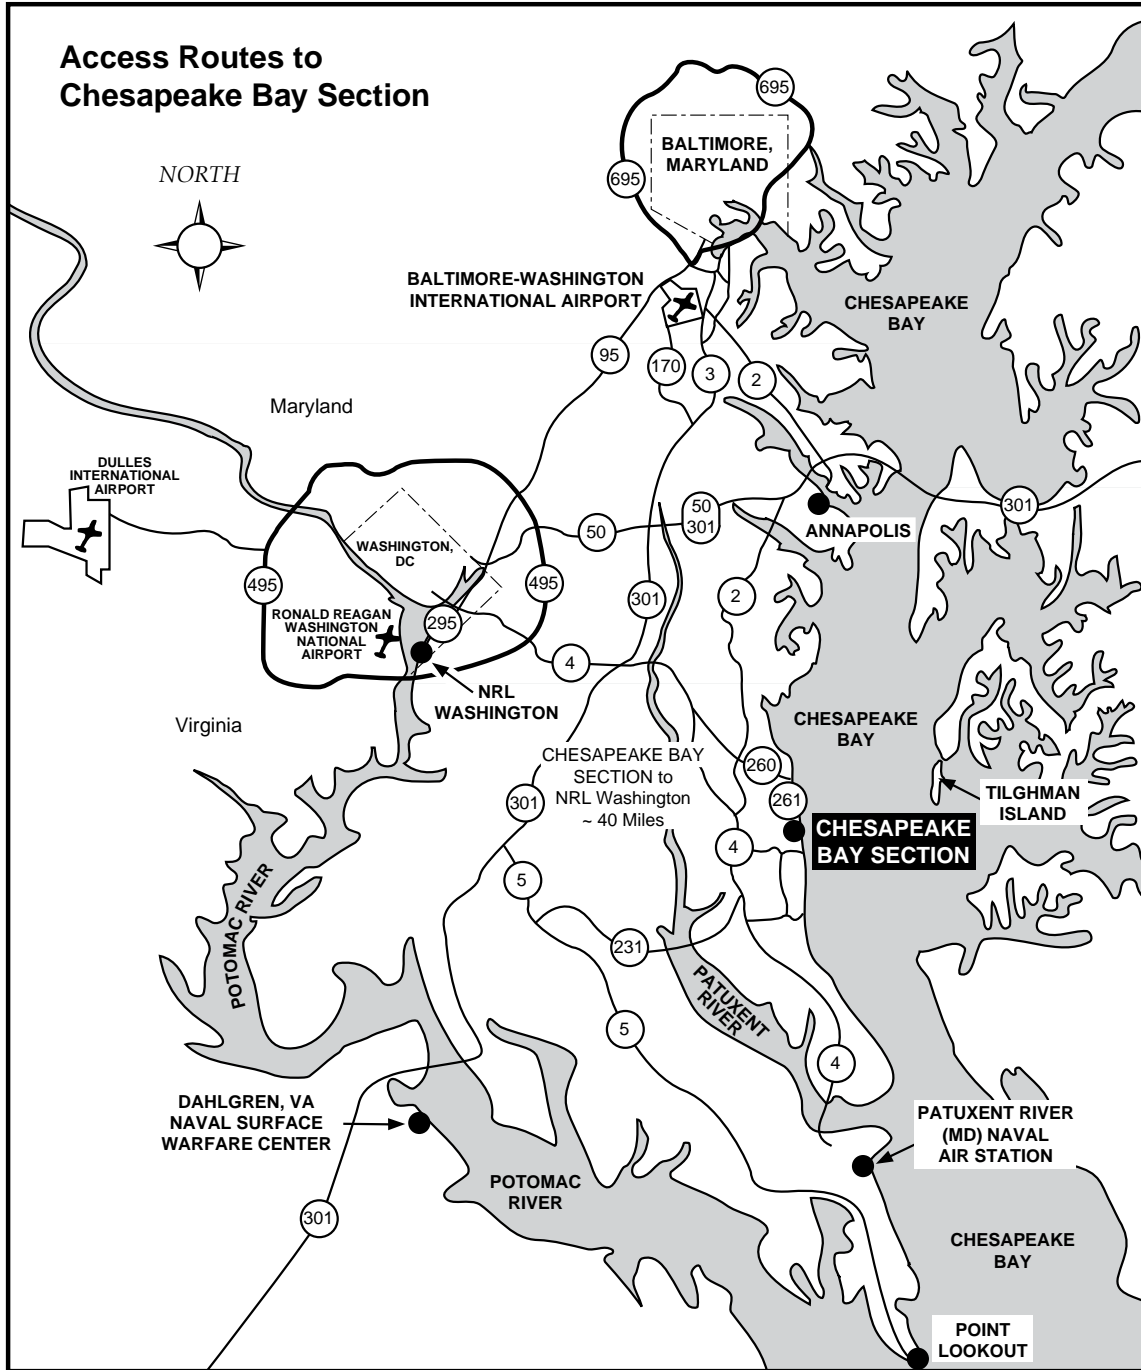 Access Routes to
Chesapeake Bay Section
NORTH
695
BALTIMORE,
MARYLAND
695
BALTIMORE-WASHINGTON
INTERNATIONAL AIRPORT
CHESAPEAKE
BAY
95
170
3
2
Maryland
DULLES
INTERNATIONAL
AIRPORT
50
301
50
ANNAPOLIS
301
WASHINGTON,
DC
495
495
301
2
RONALD REAGAN
WASHINGTON
NATIONAL
AIRPORT
295
4
NRL
WASHINGTON
Virginia
CHESAPEAKE
BAY
CHESAPEAKE BAY
SECTION to
NRL Washington
~ 40 Miles
260
261
TILGHMAN
ISLAND
301
CHESAPEAKE
BAY SECTION
4
5
POTOMAC RIVER
231
PATUXENT
RIVER
5
4
DAHLGREN, VA
NAVAL SURFACE
WARFARE CENTER
PATUXENT RIVER
(MD) NAVAL
AIR STATION
POTOMAC
RIVER
301
CHESAPEAKE
BAY
POINT
LOOKOUT